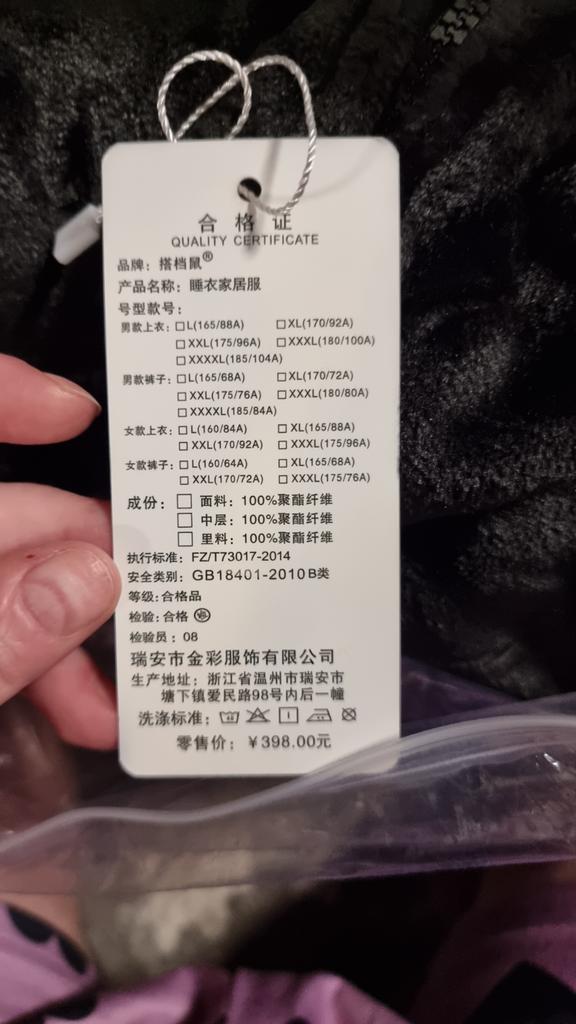 合格证
QUALITY CERTIFICATE
品牌：搭档鼠®
产品名称：睡衣家居服
号型款号：
男款上衣：□L(165/88A) □XL(170/92A)
□XXL(175/96A) □XXXL(180/100A)
□XXXXL(185/104A)
男款裤子：□L(165/68A) □XL(170/72A)
□XXL(175/76A) □XXXL(180/80A)
□XXXXL(185/84A)
女款上衣：□L(160/84A) □XL(165/88A)
□XXL(170/92A) □XXXL(175/96A)
女款裤子：□L(160/64A) □XL(165/68A)
□XXL(170/72A) □XXXL(175/76A)
成份：□ 面料：100%聚酯纤维
□ 中层：100%聚酯纤维
□ 里料：100%聚酯纤维
执行标准：FZ/T73017-2014
安全类别：GB18401-2010B类
等级:合格品
检验:合格
检验员：08
瑞安市金彩服饰有限公司
生产地址：浙江省温州市瑞安市
塘下镇爱民路98号内后一幢
洗涤标准：
零售价：￥398.00元